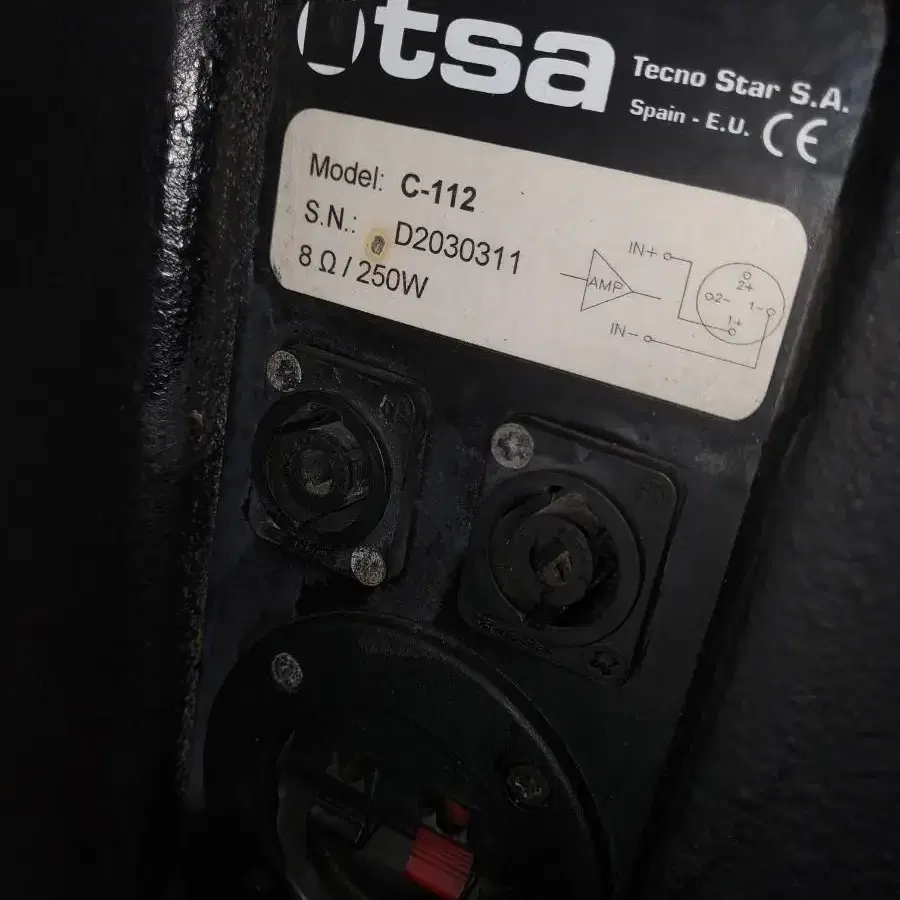 tsa
Tecno Star S.A.
Spain - E.U. CE
Model: C-112
S.N.: D2030311
8 Ω / 250W
IN+
AMP
IN-
2+
2-
1-
1+